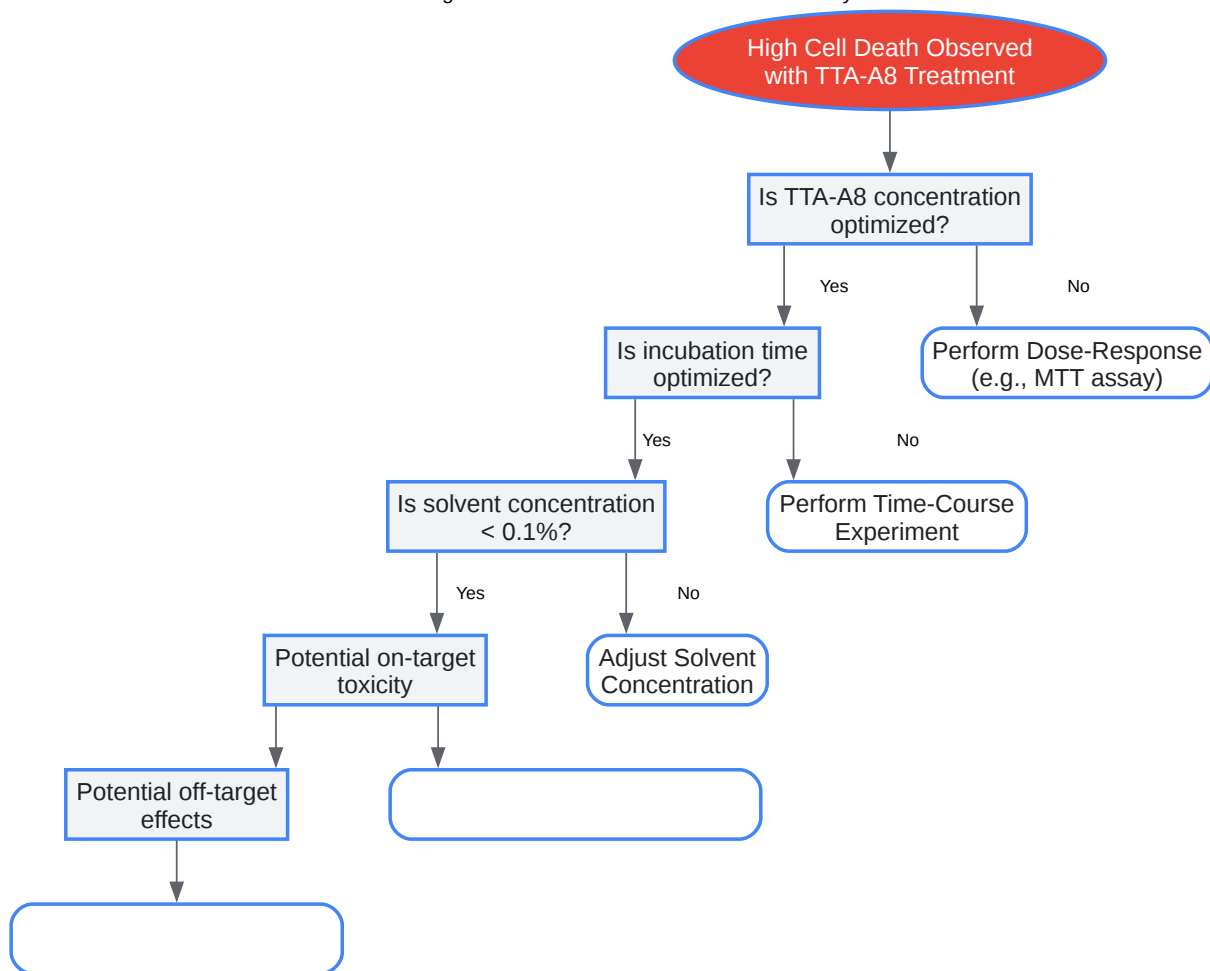 High Cell Death Observed
with TTA-A8 Treatment
Is TTA-A8 concentration
optimized?
Yes
No
Is incubation time
optimized?
Perform Dose-Response
(e.g., MTT assay)
Yes
No
Is solvent concentration
< 0.1%?
Perform Time-Course
Experiment
Yes
No
Potential on-target
toxicity
Adjust Solvent
Concentration
Potential off-target
effects